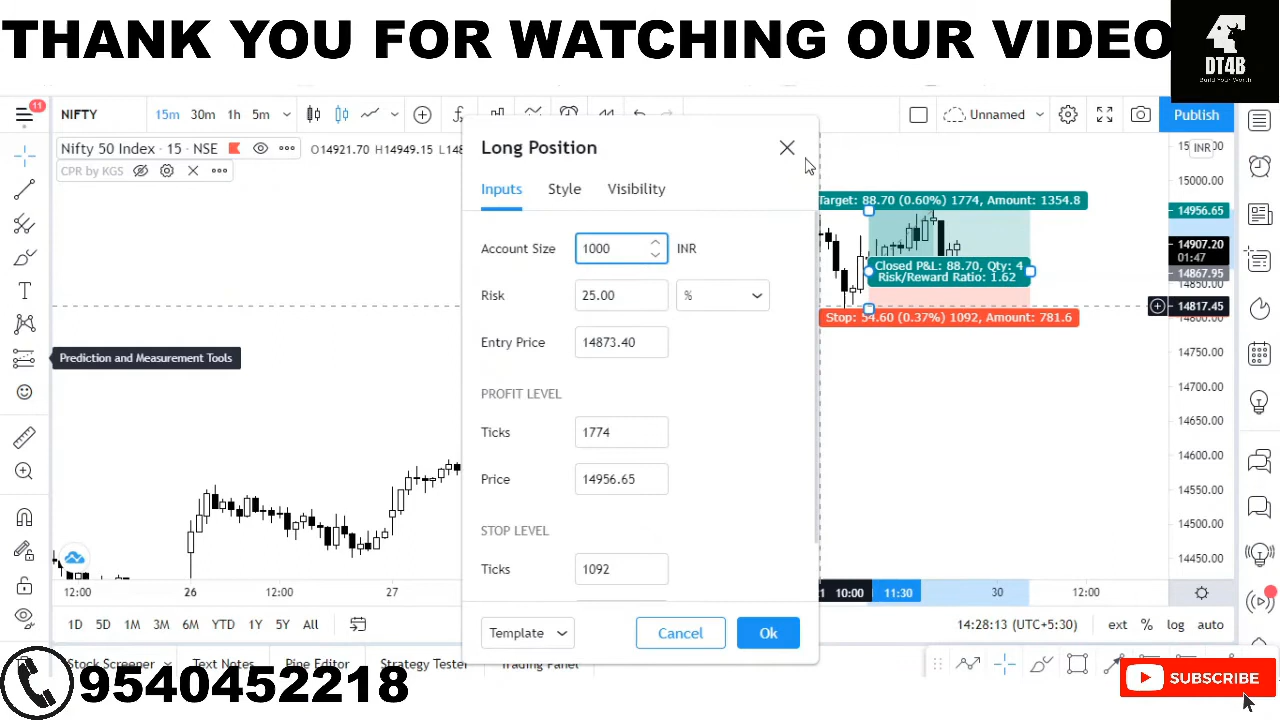 THANK YOU FOR WATCHING OUR VIDEO
DT4B
Build Your Worth
11
NIFTY
15m 30m 1h 5m
Unnamed
Publish
Nifty 50 Index · 15 · NSE
O14921.70 H14949.15
CPR by KGS
Long Position
Inputs Style Visibility
Account Size 1000 INR
Risk 25.00 %
Entry Price 14873.40
PROFIT LEVEL
Ticks 1774
Price 14956.65
STOP LEVEL
Ticks 1092
Template
Cancel
Ok
Prediction and Measurement Tools
Target: 88.70 (0.60%) 1774, Amount: 1354.8
Closed P&L: 88.70, Qty: 4
Risk/Reward Ratio: 1.62
Stop: 54.60 (0.37%) 1092, Amount: 781.6
INR
15000.00
14956.65
14907.20
01:47
14867.95
14817.45
14750.00
14700.00
14650.00
14600.00
14550.00
14500.00
14450.00
12:00 26 12:00 27
10:00 11:30 30 12:00
1D 5D 1M 3M 6M YTD 1Y 5Y All
14:28:13 (UTC+5:30) ext % log auto
Stock Screener Text Notes Pine Editor Strategy Tester Trading Panel
9540452218
SUBSCRIBE